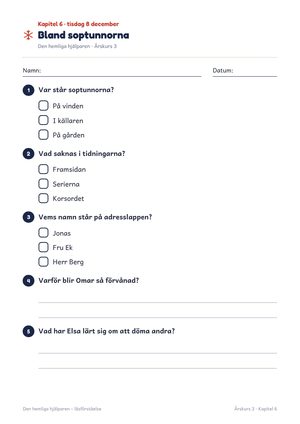 Kapitel 6 · tisdag 8 december
Bland soptunnorna
Den hemliga hjälparen · Årskurs 3
Namn:
Datum:
1 Var står soptunnorna?
På vinden
I källaren
På gården
2 Vad saknas i tidningarna?
Framsidan
Serierna
Korsordet
3 Vems namn står på adresslappen?
Jonas
Fru Ek
Herr Berg
4 Varför blir Omar så förvånad?
5 Vad har Elsa lärt sig om att döma andra?
Den hemliga hjälparen – läsförståelse
Årskurs 3 · Kapitel 6